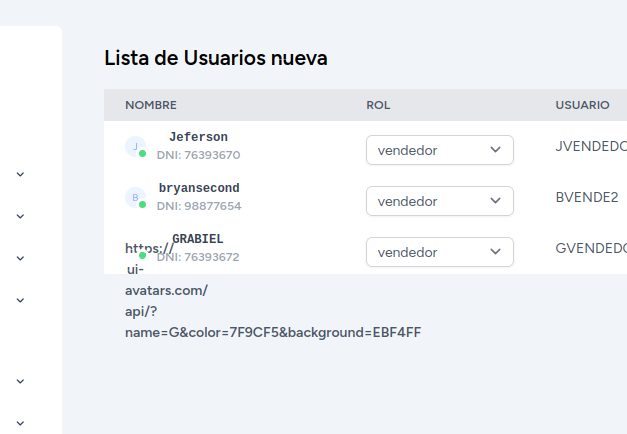 Lista de Usuarios nueva
NOMBRE ROL USUARIO
J Jeferson
DNI: 76393670
vendedor
JVENDEDO
B bryansecond
DNI: 98877654
vendedor
BVENDE2
GRABIEL
DNI: 76393672
vendedor
GVENDEDO
https://
ui-
avatars.com/
api/?
name=G&color=7F9CF5&background=EBF4FF